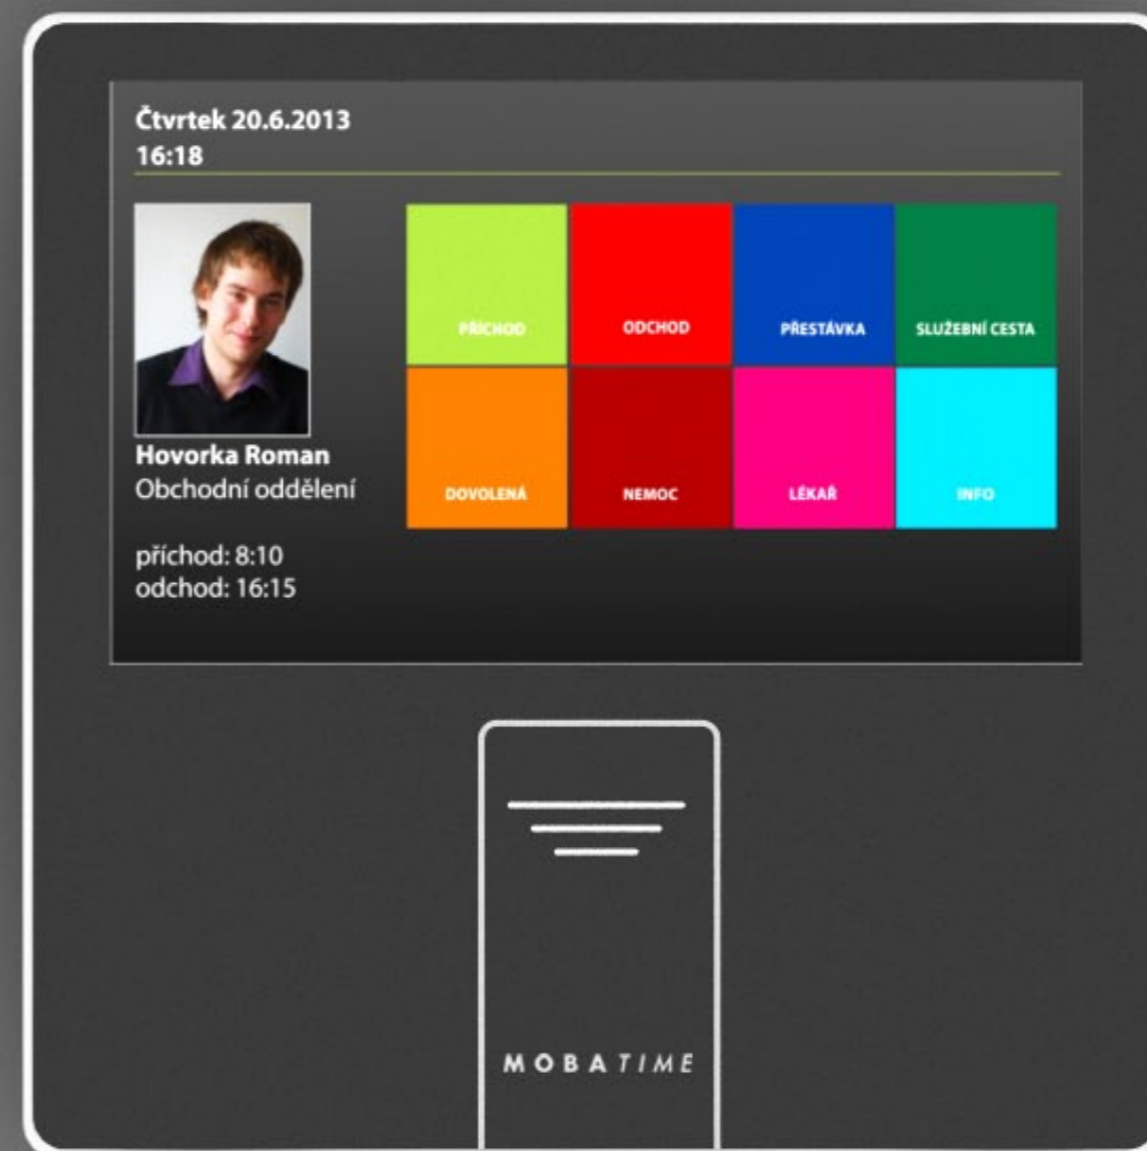 Čtvrtek 20.6.2013
16:18
PŘÍCHOD ODCHOD PŘESTÁVKA SLUŽEBNÍ CESTA
DOVOLENÁ NEMOC LÉKAŘ INFO
Hovorka Roman
Obchodní oddělení
příchod: 8:10
odchod: 16:15
MOBATIME